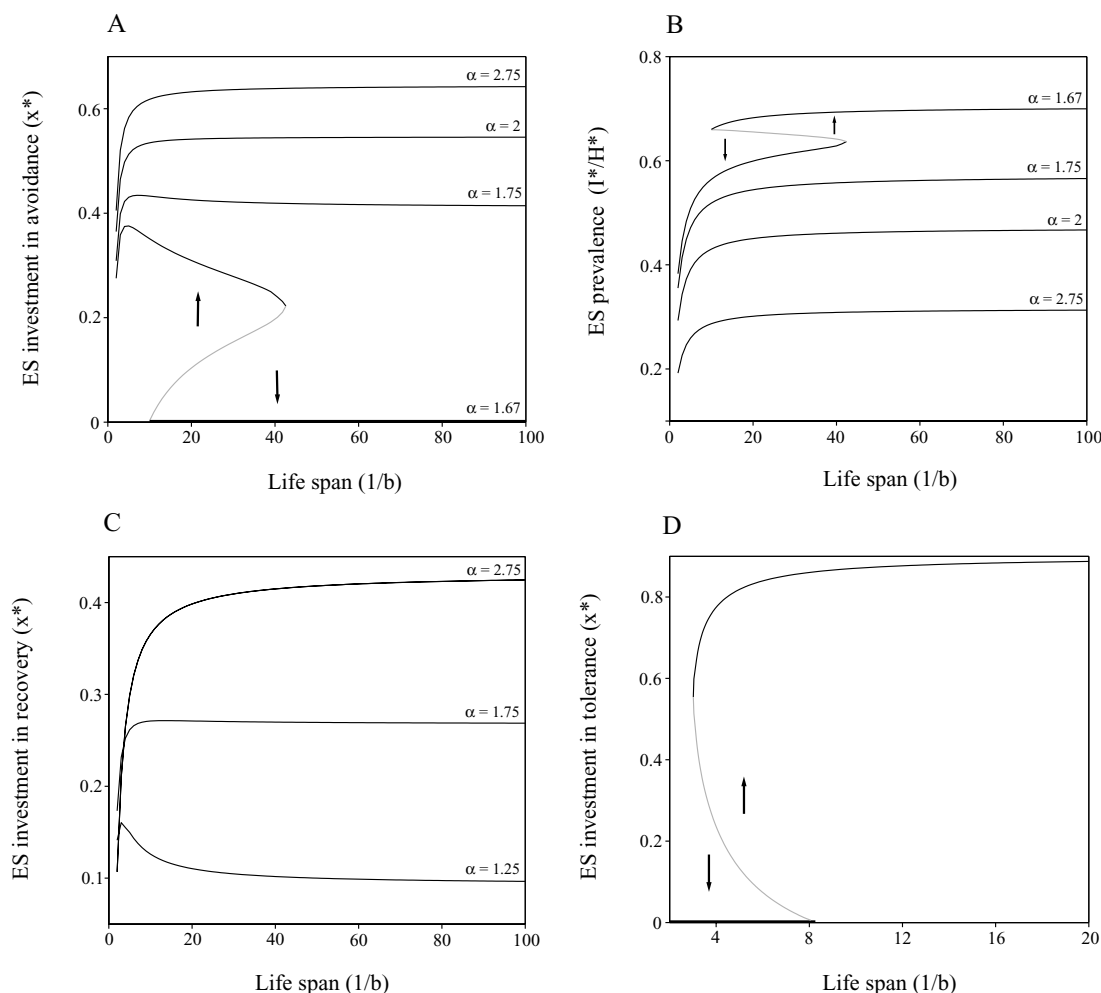 A
ES investment in avoidance (x*)
0.6
0.4
0.2
0
α = 2.75
α = 2
α = 1.75
α = 1.67
0 20 40 60 80 100
Life span (1/b)
B
ES prevalence (I*/H*)
0.8
0.6
0.4
0.2
α = 1.67
α = 1.75
α = 2
α = 2.75
0 20 40 60 80 100
Life span (1/b)
C
ES investment in recovery (x*)
0.4
0.3
0.2
0.1
α = 2.75
α = 1.75
α = 1.25
0 20 40 60 80 100
Life span (1/b)
D
ES investment in tolerance (x*)
0.8
0.6
0.4
0.2
0
4 8 12 16 20
Life span (1/b)